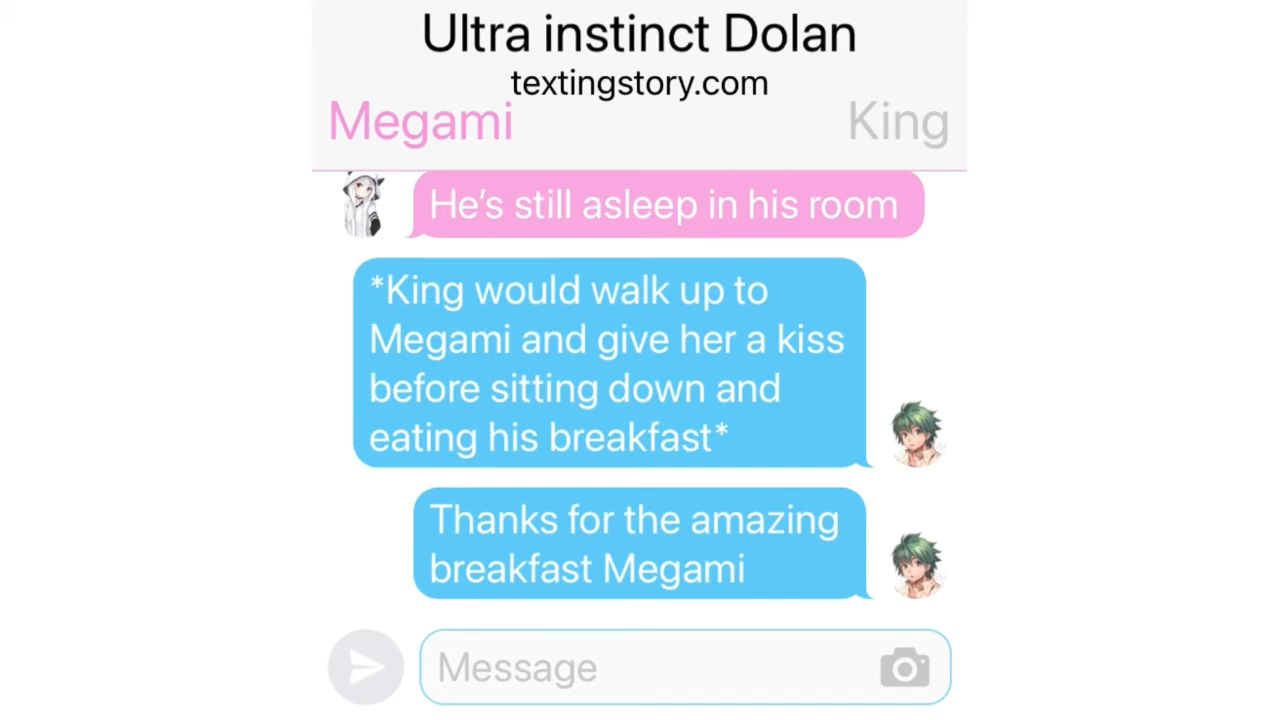 Ultra instinct Dolan
textingstory.com
Megami King
He’s still asleep in his room
*King would walk up to
Megami and give her a kiss
before sitting down and
eating his breakfast*
Thanks for the amazing
breakfast Megami
Message